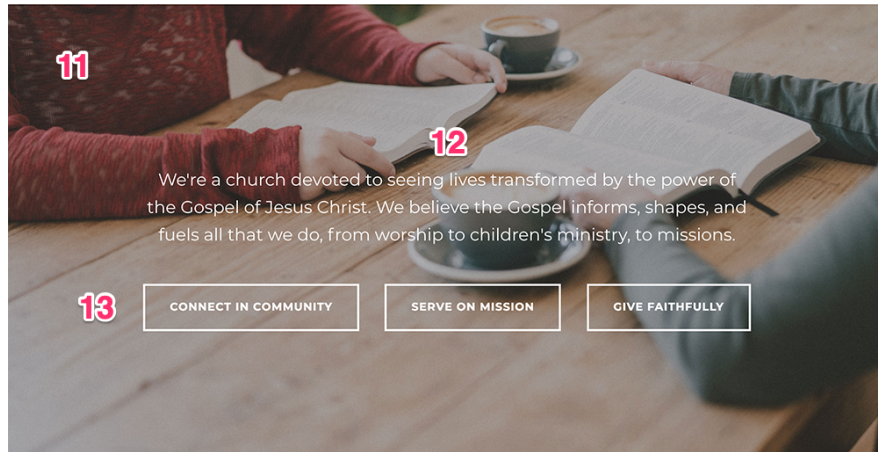 11
12
We're a church devoted to seeing lives transformed by the power of
the Gospel of Jesus Christ. We believe the Gospel informs, shapes, and
fuels all that we do, from worship to children's ministry, to missions.
13
CONNECT IN COMMUNITY
SERVE ON MISSION
GIVE FAITHFULLY